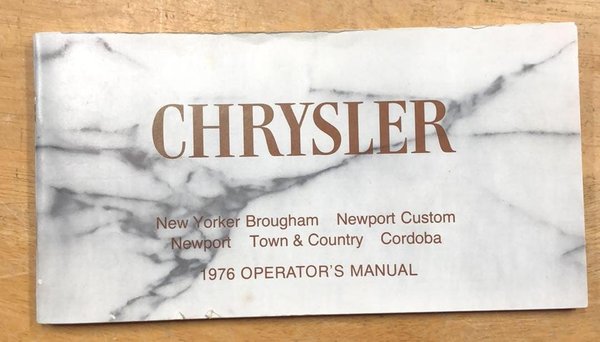 CHRYSLER
New Yorker Brougham Newport Custom
Newport Town & Country Cordoba
1976 OPERATOR'S MANUAL